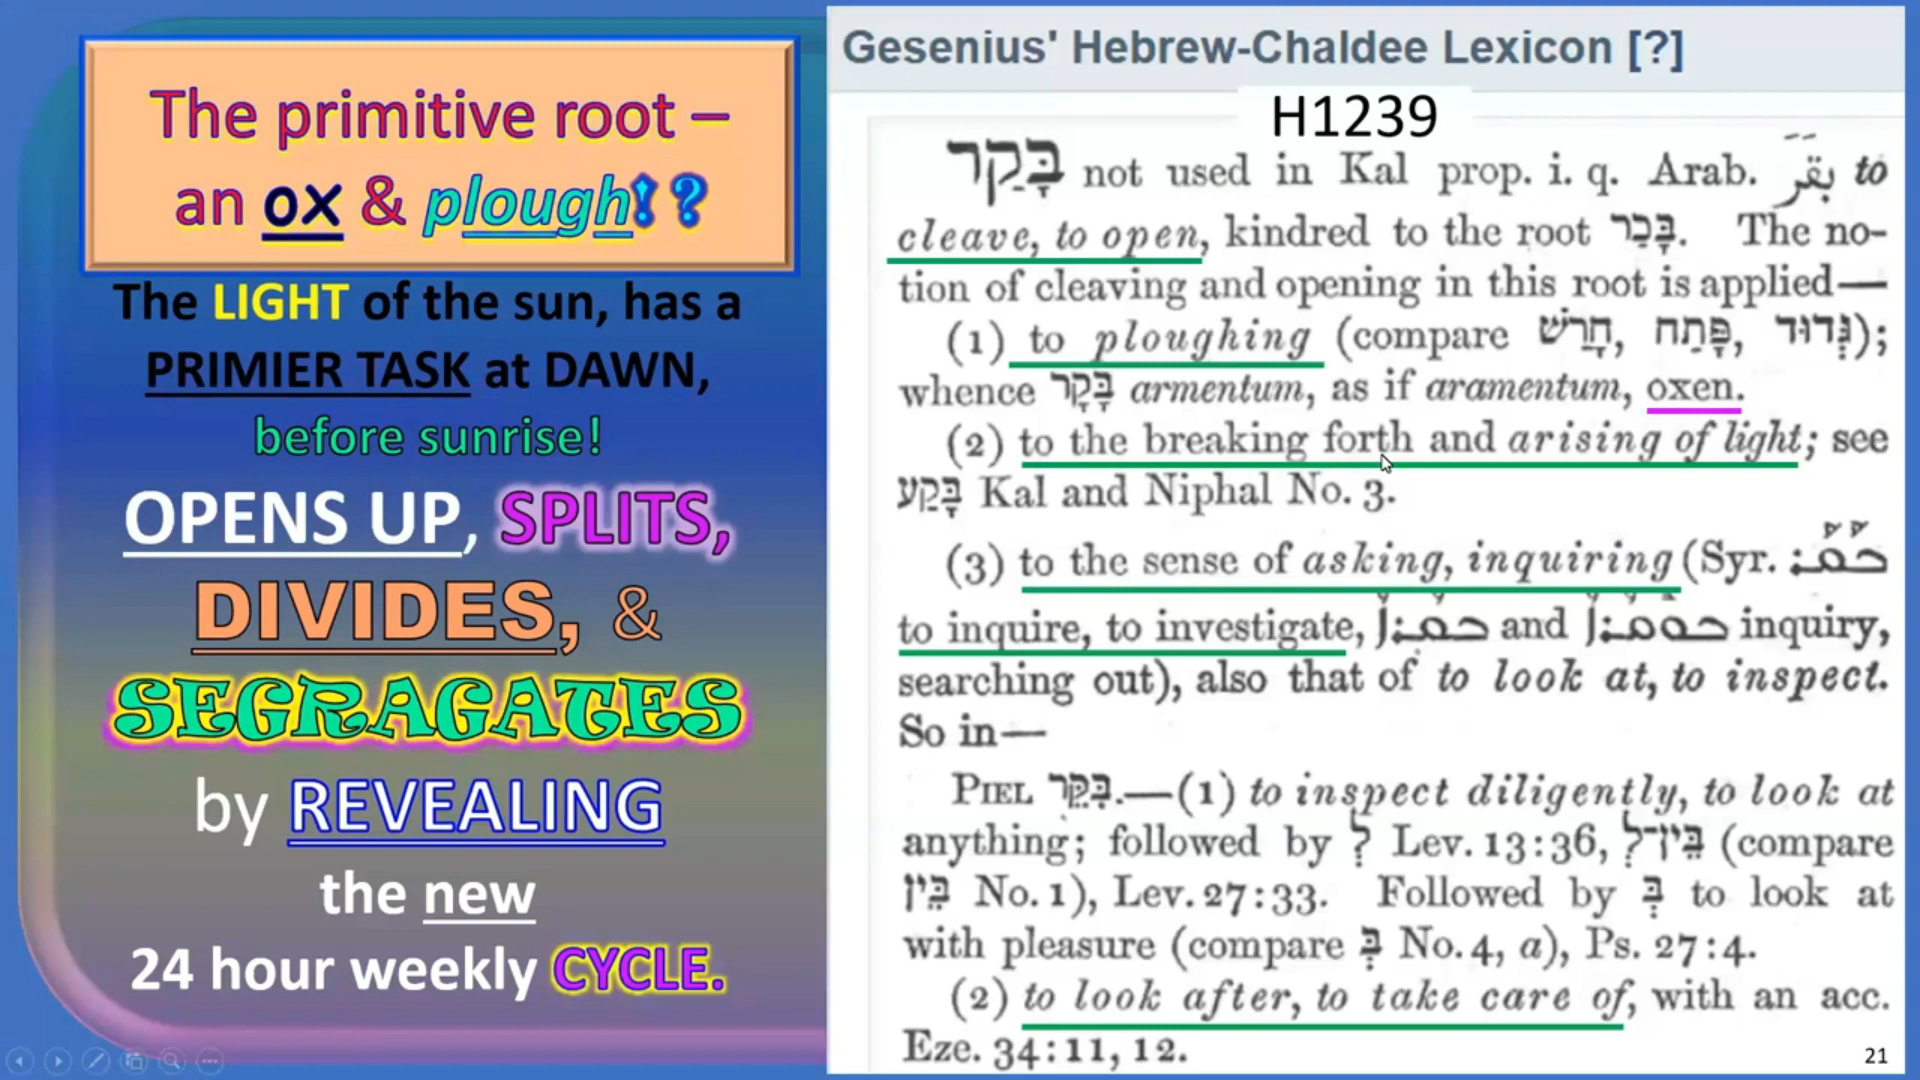 The primitive root –
an ox & plough!?
The LIGHT of the sun, has a
PRIMIER TASK at DAWN,
before sunrise!
OPENS UP, SPLITS,
DIVIDES, &
SEGRAGATES
by REVEALING
the new
24 hour weekly CYCLE.
Gesenius' Hebrew-Chaldee Lexicon [?]
H1239
בָּקַר not used in Kal prop. i. q. Arab. بقر to
cleave, to open, kindred to the root בָּכַר. The no-
tion of cleaving and opening in this root is applied—
(1) to ploughing (compare חָרַשׁ, פָּתַח, גְּדוּד);
whence בָּקָר armentum, as if aramentum, oxen.
(2) to the breaking forth and arising of light; see
בָּקַע Kal and Niphal No. 3.
(3) to the sense of asking, inquiring (Syr.
to inquire, to investigate, and inquiry,
searching out), also that of to look at, to inspect.
So in—
PIEL בִּקֵּר.—(1) to inspect diligently, to look at
anything; followed by לְ Lev. 13:36, בֵּין־לְ (compare
בֵּין No. 1), Lev. 27:33. Followed by בְּ to look at
with pleasure (compare בְּ No. 4, a), Ps. 27:4.
(2) to look after, to take care of, with an acc.
Eze. 34:11, 12.
21